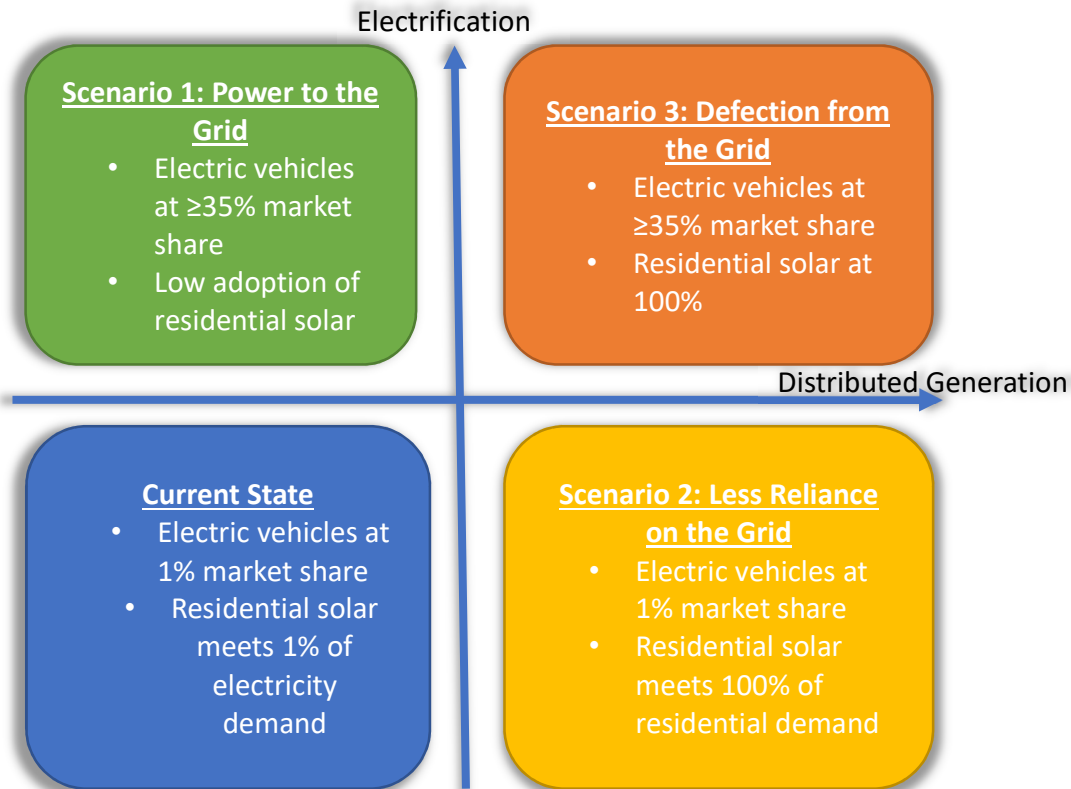 Electrification
Scenario 1: Power to the
Grid
• Electric vehicles
at ≥35% market
share
• Low adoption of
residential solar
Scenario 3: Defection from
the Grid
• Electric vehicles at
≥35% market share
• Residential solar at
100%
Distributed Generation
Current State
• Electric vehicles at
1% market share
• Residential solar
meets 1% of
electricity
demand
Scenario 2: Less Reliance
on the Grid
• Electric vehicles at
1% market share
• Residential solar
meets 100% of
residential demand